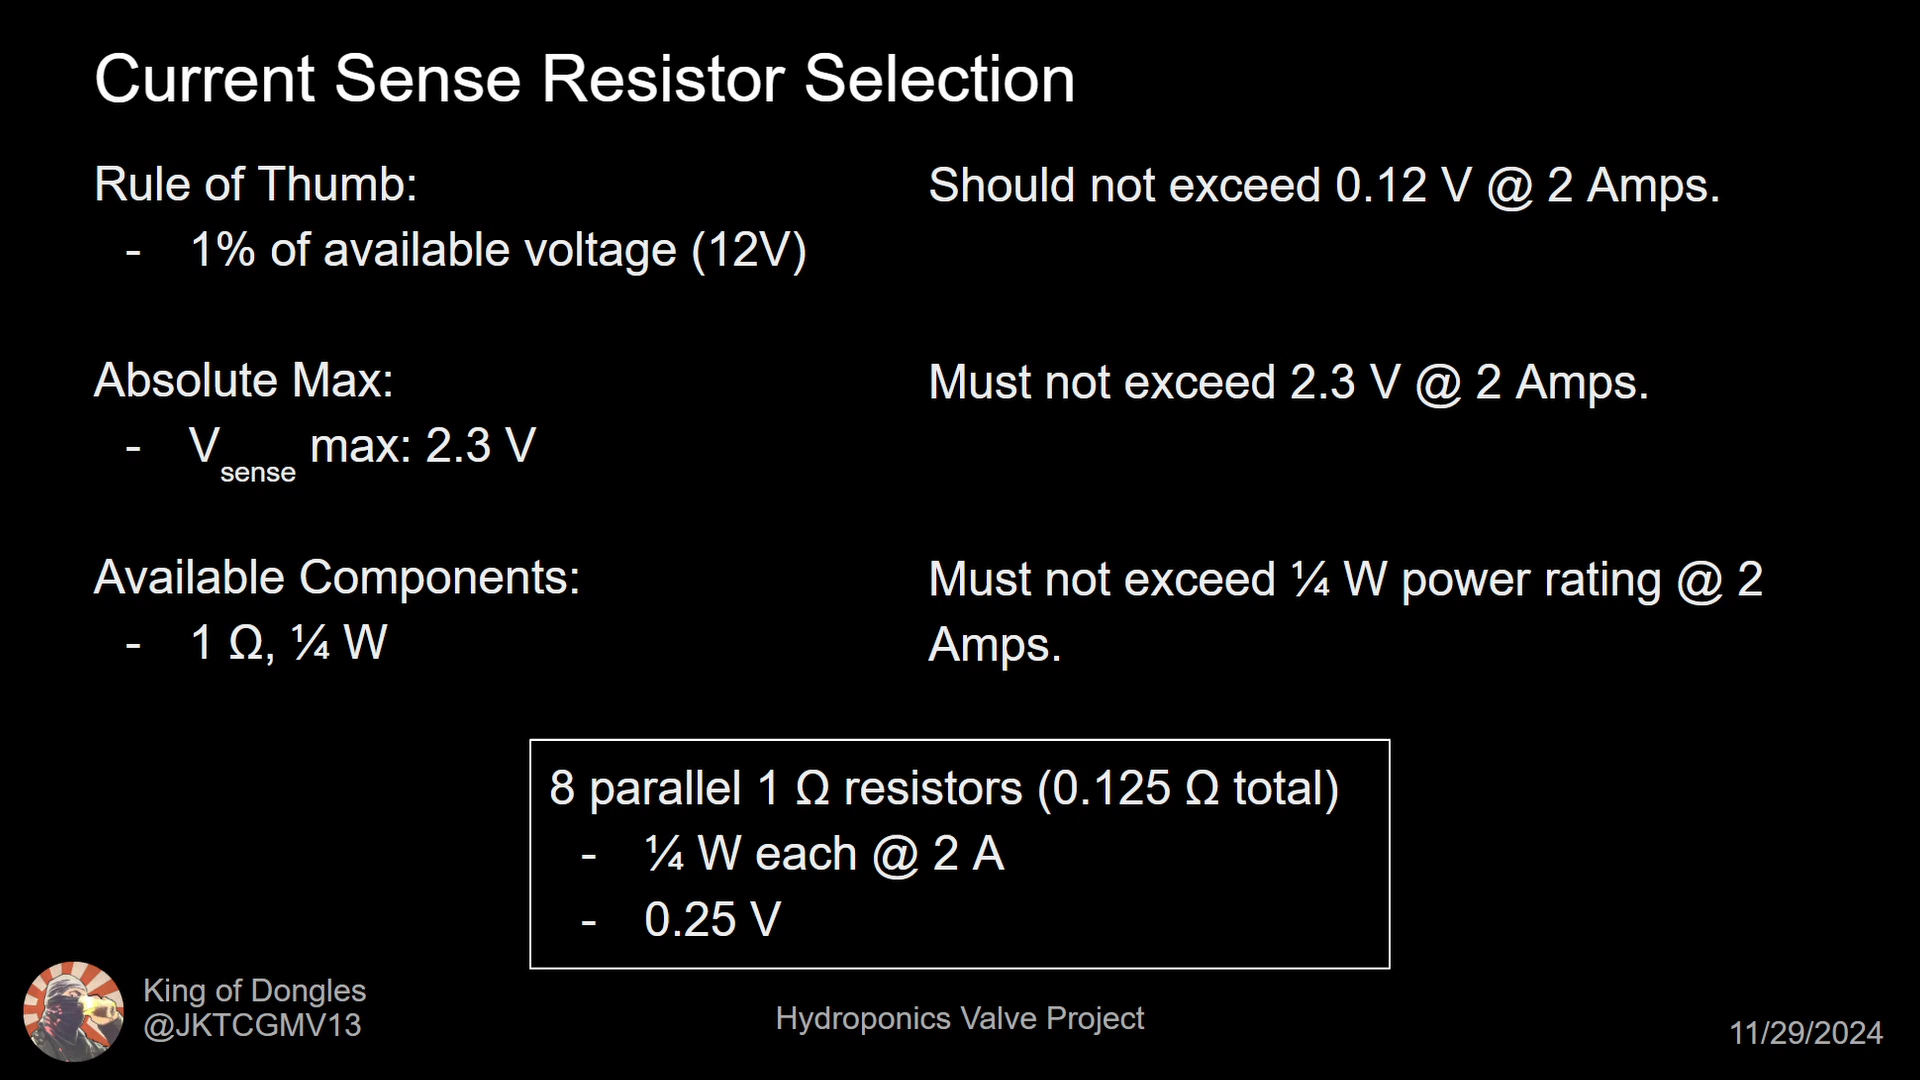 Current Sense Resistor Selection
Rule of Thumb:
- 1% of available voltage (12V)
Should not exceed 0.12 V @ 2 Amps.
Absolute Max:
- Vsense max: 2.3 V
Must not exceed 2.3 V @ 2 Amps.
Available Components:
- 1 Ω, ¼ W
Must not exceed ¼ W power rating @ 2
Amps.
8 parallel 1 Ω resistors (0.125 Ω total)
- ¼ W each @ 2 A
- 0.25 V
King of Dongles
@JKTCGMV13
Hydroponics Valve Project
11/29/2024